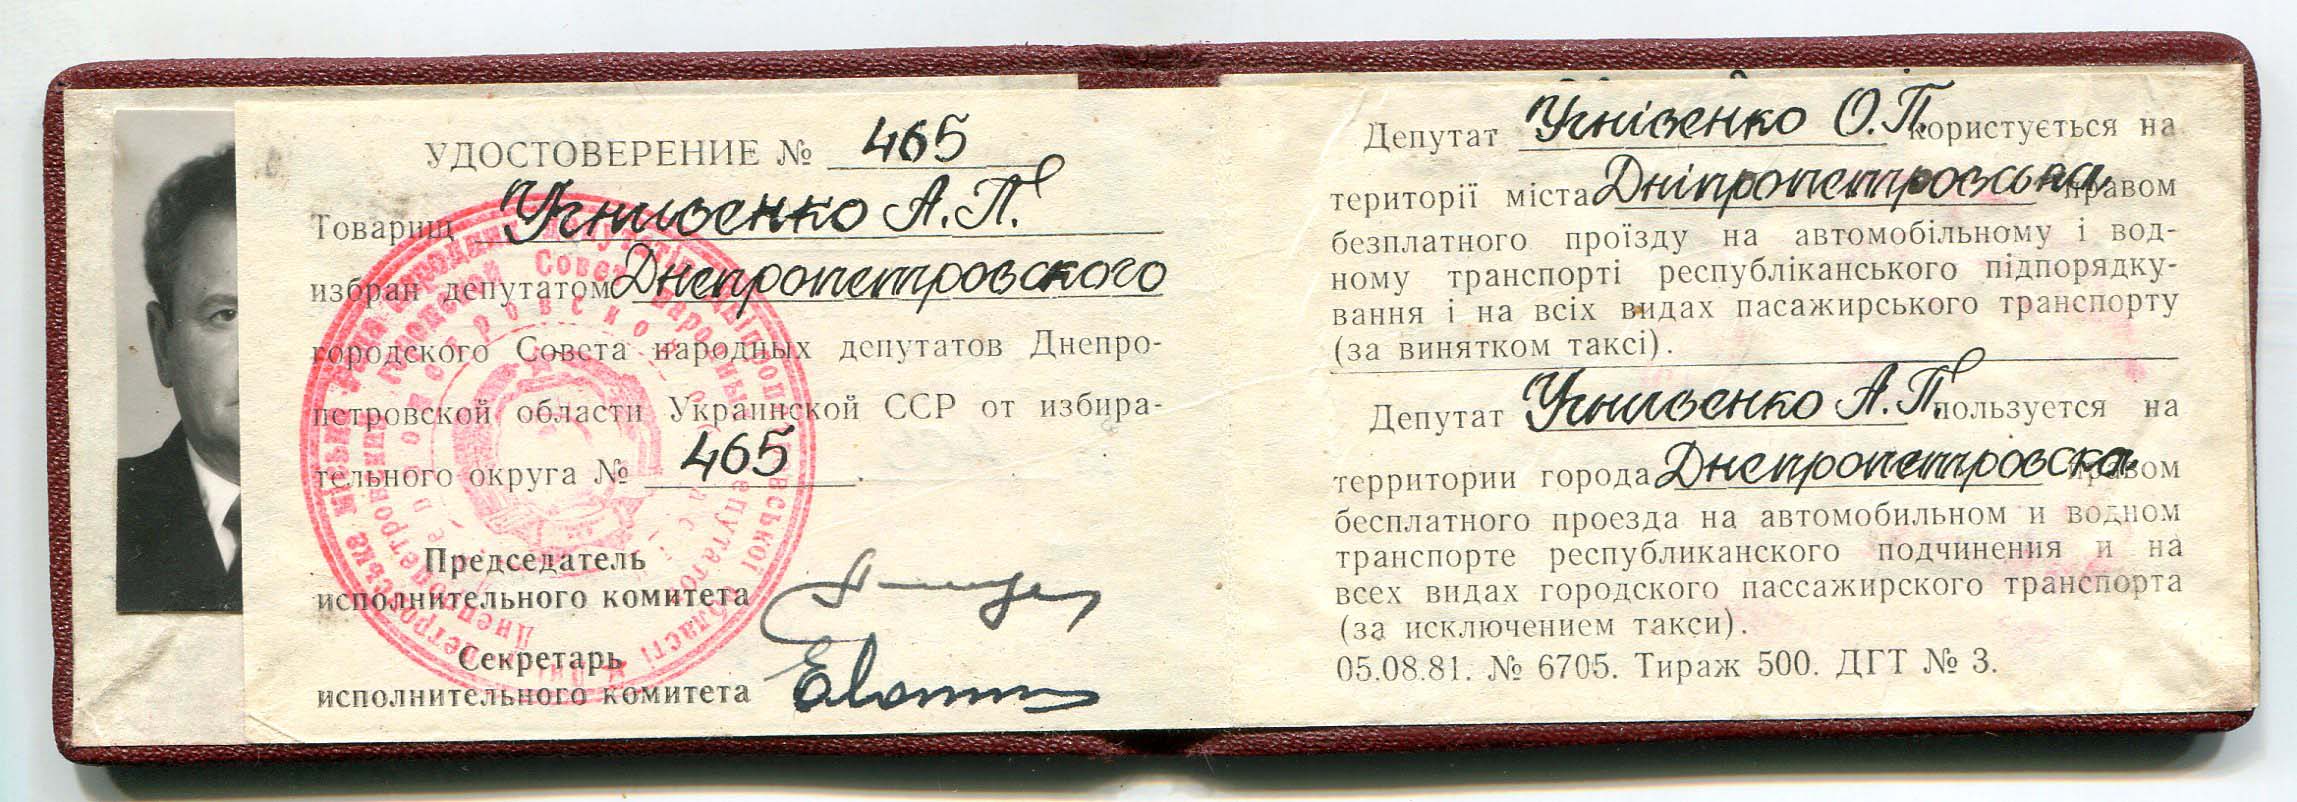 УДОСТОВЕРЕНИЕ № 465
Товарищ Угнивенко А.П.
избран депутатом Днепропетровского
городского Совета народных депутатов Днепро-
петровской области Украинской ССР от избира-
тельного округа № 465
Председатель
исполнительного комитета
Секретарь
исполнительного комитета
Депутат Угнівенко О.П. користується на
території міста Дніпропетровська правом
безплатного проїзду на автомобільному і вод-
ному транспорті республіканського підпорядку-
вання і на всіх видах пасажирського транспорту
(за винятком таксі).
Депутат Угнивенко А.П. пользуется на
территории города Днепропетровска правом
бесплатного проезда на автомобильном и водном
транспорте республиканского подчинения и на
всех видах городского пассажирского транспорта
(за исключением такси).
05.08.81. № 6705. Тираж 500. ДГТ № 3.